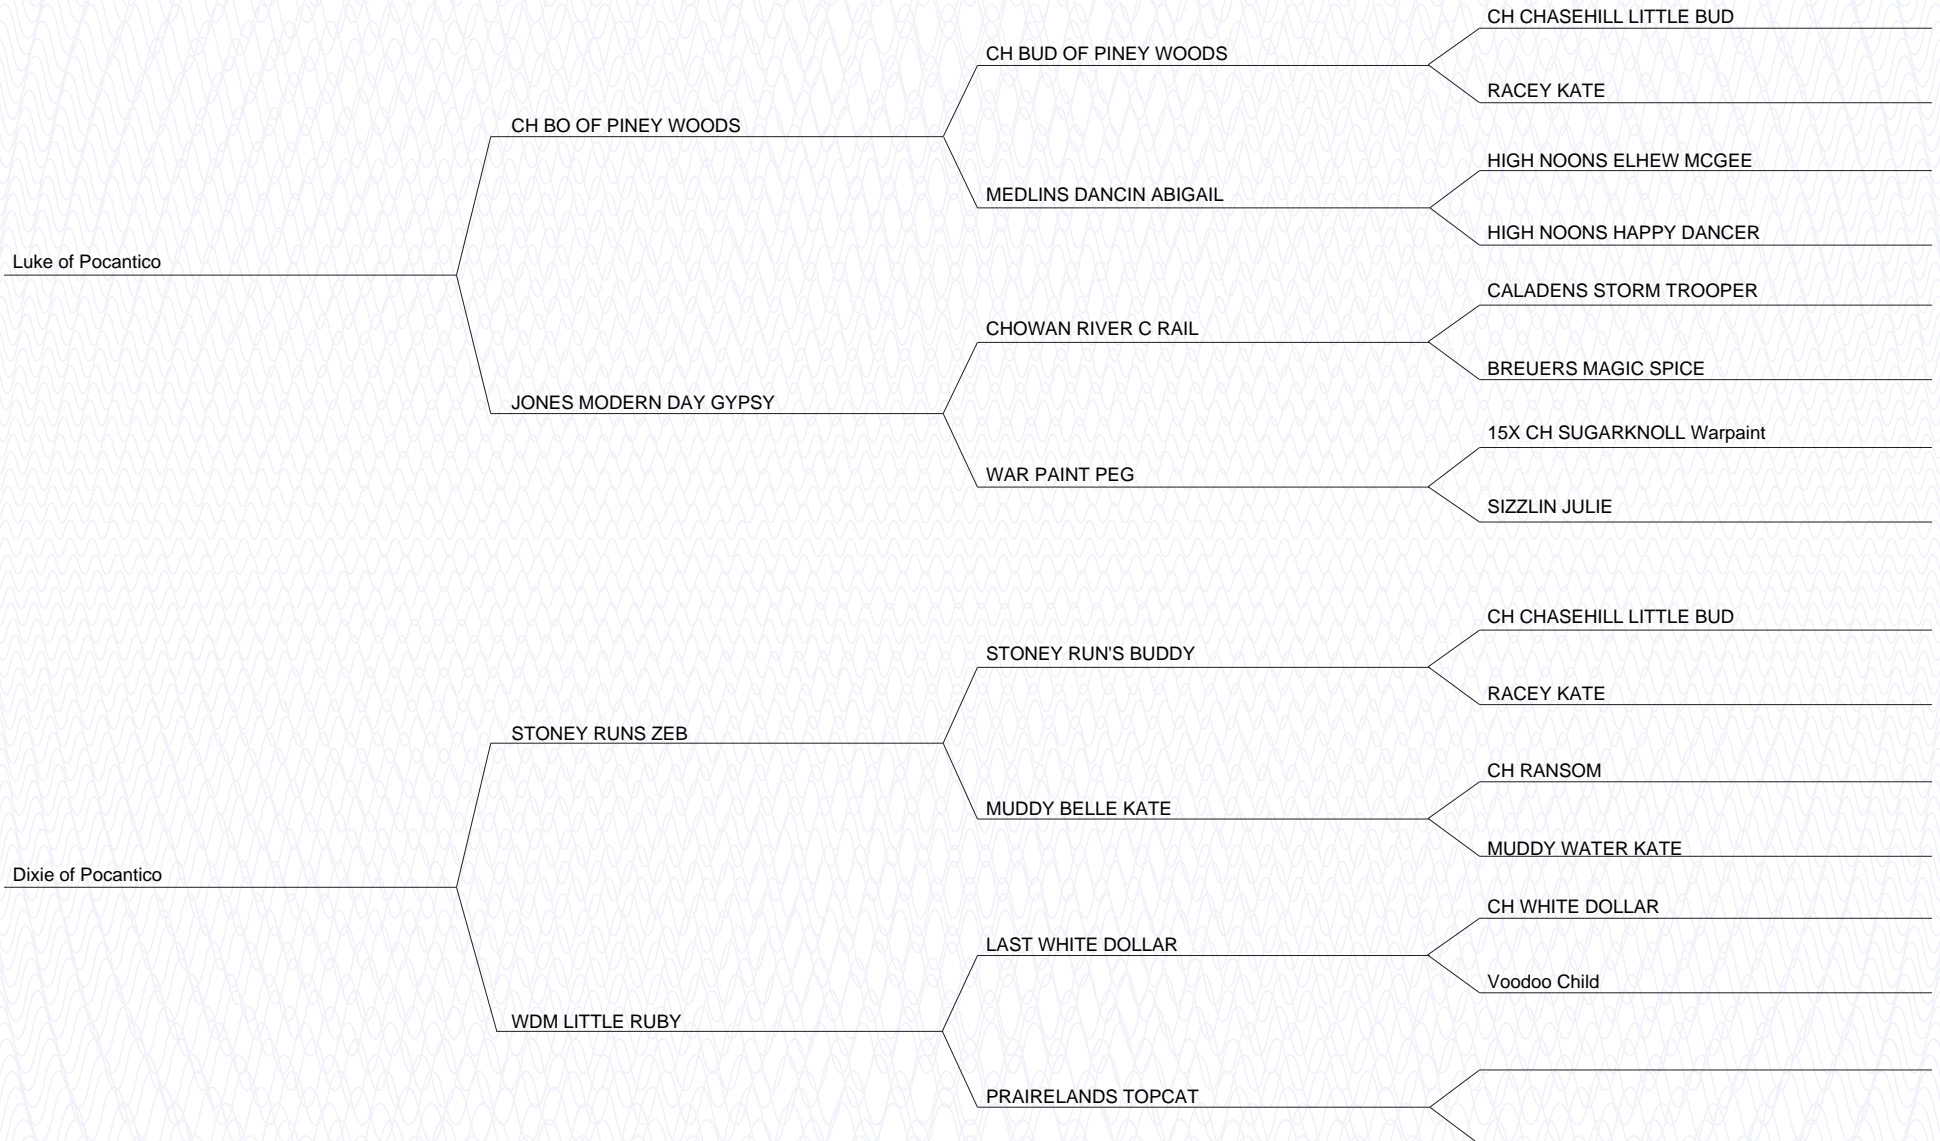 CH CHASEHILL LITTLE BUD
CH BUD OF PINEY WOODS
RACEY KATE
CH BO OF PINEY WOODS
HIGH NOONS ELHEW MCGEE
MEDLINS DANCIN ABIGAIL
HIGH NOONS HAPPY DANCER
Luke of Pocantico
CALADENS STORM TROOPER
CHOWAN RIVER C RAIL
BREUERS MAGIC SPICE
JONES MODERN DAY GYPSY
15X CH SUGARKNOLL Warpaint
WAR PAINT PEG
SIZZLIN JULIE
CH CHASEHILL LITTLE BUD
STONEY RUN'S BUDDY
RACEY KATE
STONEY RUNS ZEB
CH RANSOM
MUDDY BELLE KATE
MUDDY WATER KATE
Dixie of Pocantico
CH WHITE DOLLAR
LAST WHITE DOLLAR
Voodoo Child
WDM LITTLE RUBY
PRAIRELANDS TOPCAT